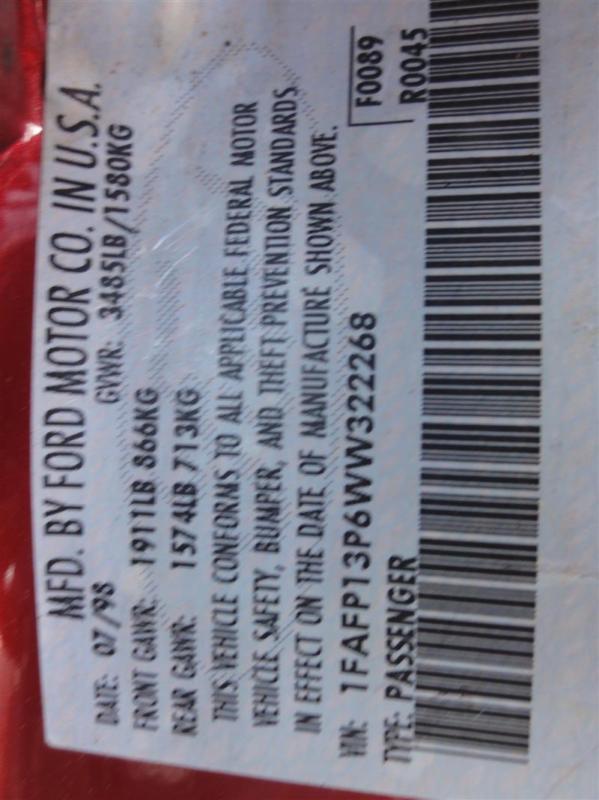 MFD. BY FORD MOTOR CO. IN U.S.A.
DATE: 07/98 GVWR: 3485LB/1580KG
FRONT GAWR: 1911LB 866KG
REAR GAWR: 1574LB 713KG
THIS VEHICLE CONFORMS TO ALL APPLICABLE FEDERAL MOTOR
VEHICLE SAFETY, BUMPER, AND THEFT PREVENTION STANDARDS
IN EFFECT ON THE DATE OF MANUFACTURE SHOWN ABOVE.
VIN: 1FAFP13P6WW322268
TYPE: PASSENGER
F0089
R0045